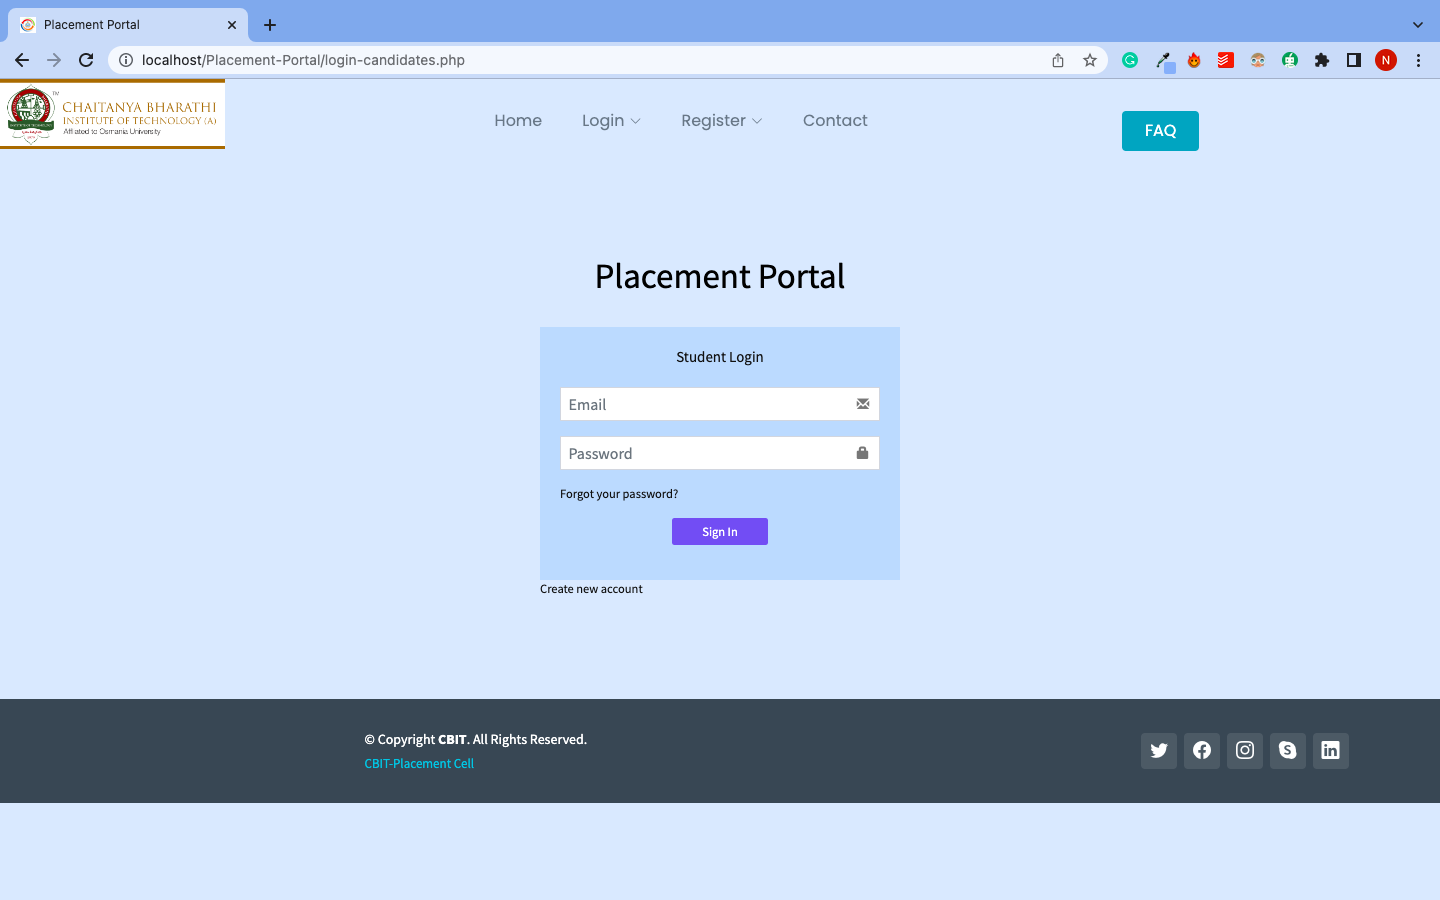 Placement Portal
localhost/Placement-Portal/login-candidates.php
N
TM
CHAITANYA BHARATHI
INSTITUTE OF TECHNOLOGY (A)
Affliated to Osmania University
Home
Login
Register
Contact
FAQ
Placement Portal
Student Login
Email
Password
Forgot your password?
Sign In
Create new account
© Copyright CBIT. All Rights Reserved.
CBIT-Placement Cell